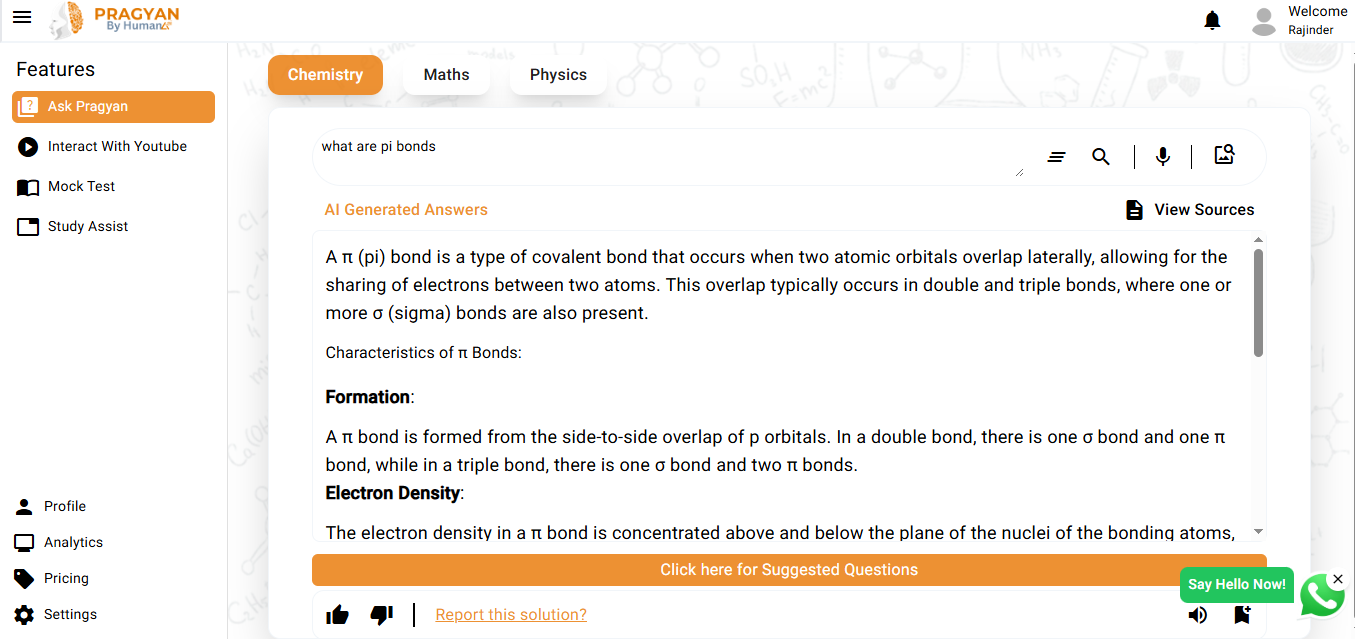 PRAGYAN
By Human
Welcome
Rajinder
Features
Ask Pragyan
Interact With Youtube
Mock Test
Study Assist
Profile
Analytics
Pricing
Settings
Chemistry
Maths
Physics
what are pi bonds
AI Generated Answers
View Sources
A π (pi) bond is a type of covalent bond that occurs when two atomic orbitals overlap laterally, allowing for the
sharing of electrons between two atoms. This overlap typically occurs in double and triple bonds, where one or
more σ (sigma) bonds are also present.
Characteristics of π Bonds:
Formation:
A π bond is formed from the side-to-side overlap of p orbitals. In a double bond, there is one σ bond and one π
bond, while in a triple bond, there is one σ bond and two π bonds.
Electron Density:
The electron density in a π bond is concentrated above and below the plane of the nuclei of the bonding atoms,
Click here for Suggested Questions
Say Hello Now!
Report this solution?